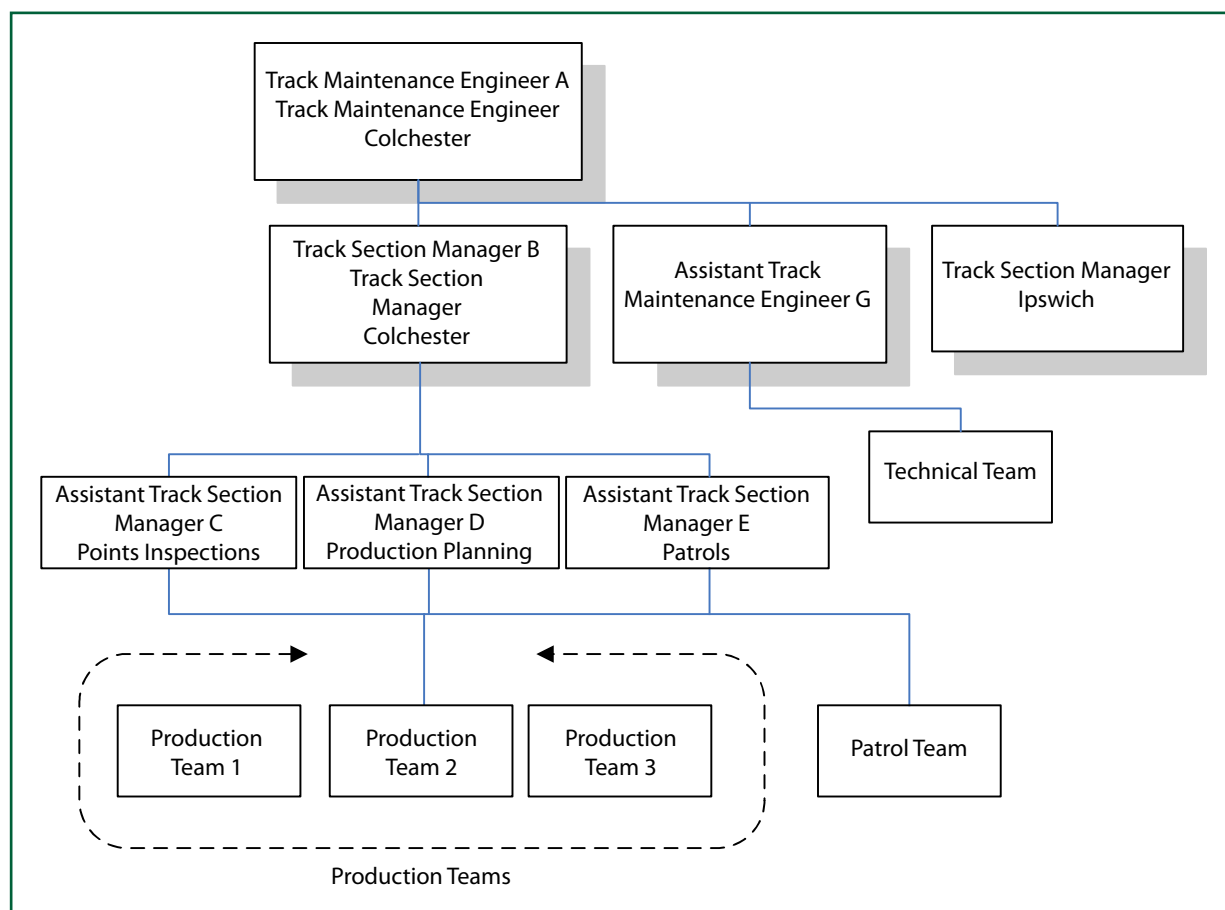 Track Maintenance Engineer A
Track Maintenance Engineer
Colchester
Track Section Manager B
Track Section
Manager
Colchester
Assistant Track
Maintenance Engineer G
Track Section Manager
Ipswich
Technical Team
Assistant Track Section
Manager C
Points Inspections
Assistant Track Section
Manager D
Production Planning
Assistant Track Section
Manager E
Patrols
Production
Team 1
Production
Team 2
Production
Team 3
Patrol Team
Production Teams